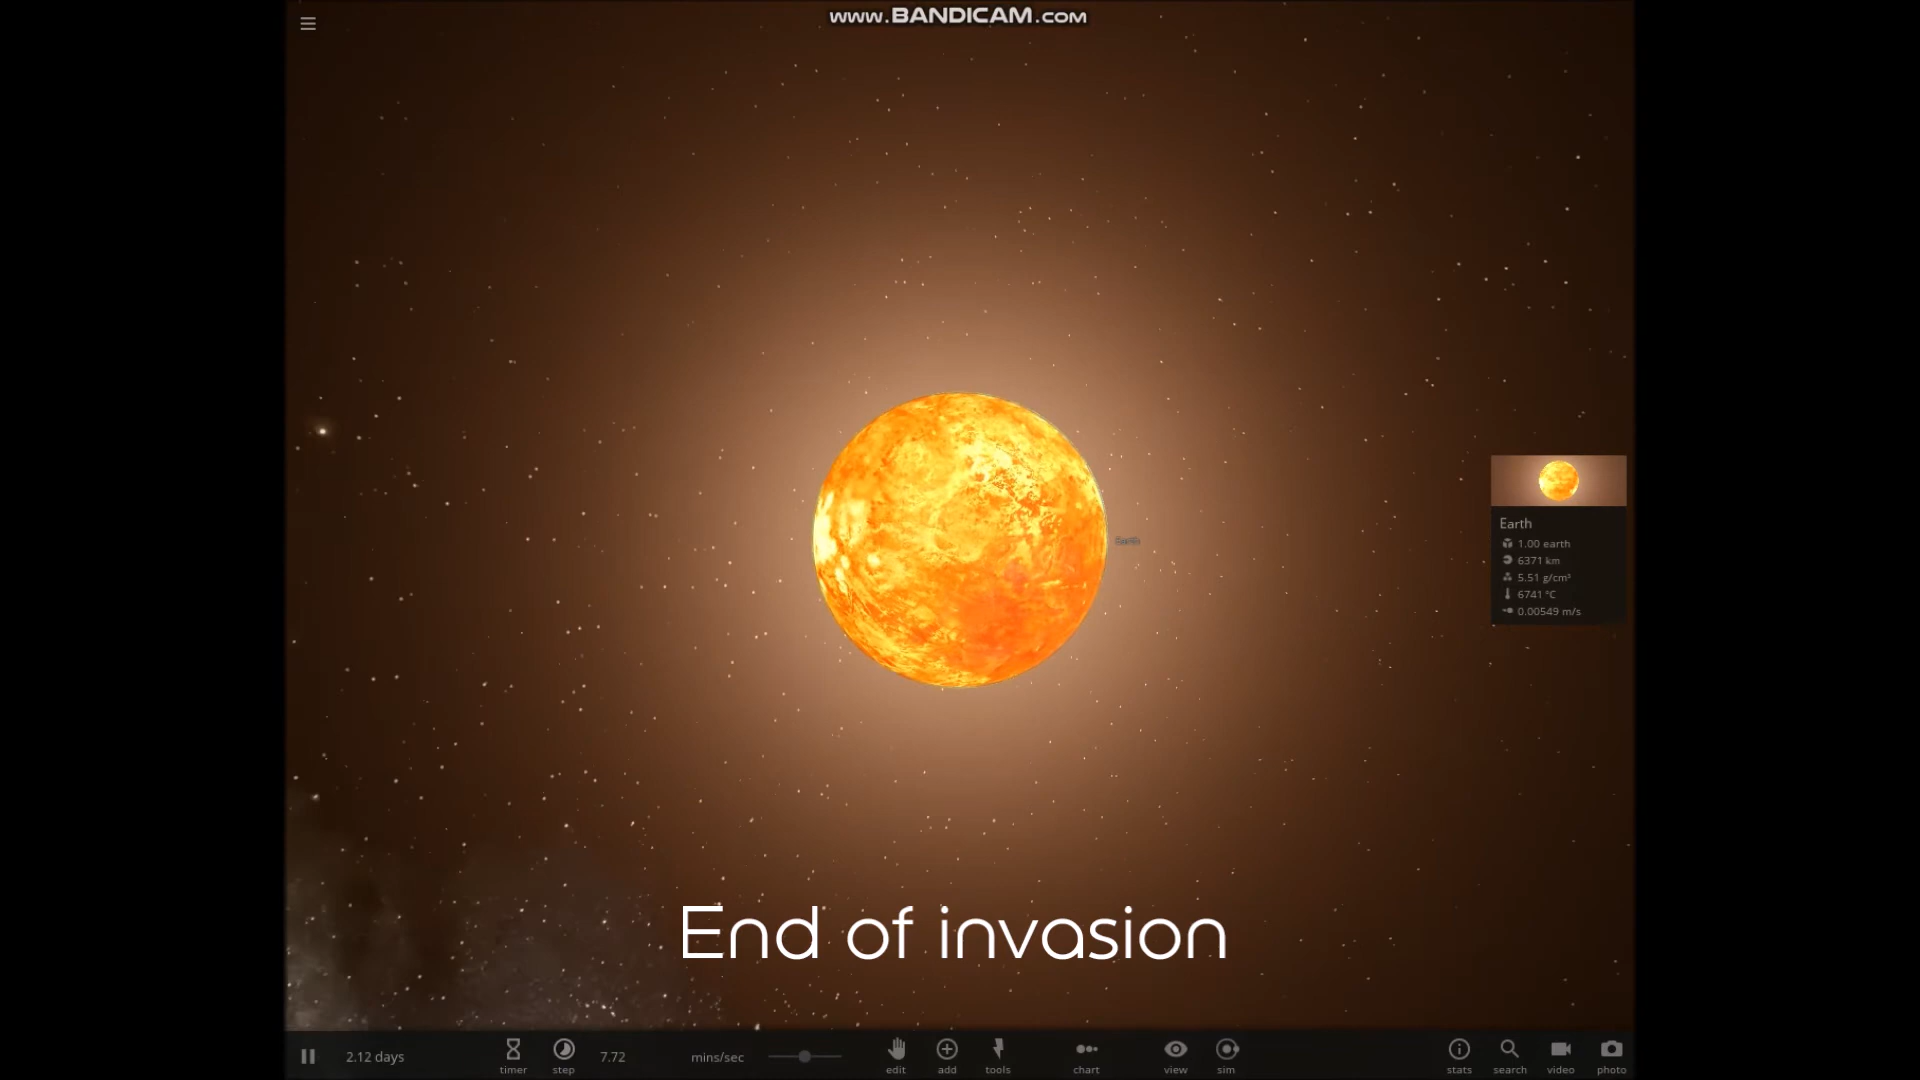 www.BANDICAM.com
Earth
Earth
1.00 earth
6371 km
5.51 g/cm³
6741 °C
0.00549 m/s
End of invasion
2.12 days
timer
step
7.72
mins/sec
edit
add
tools
chart
view
sim
stats
search
video
photo